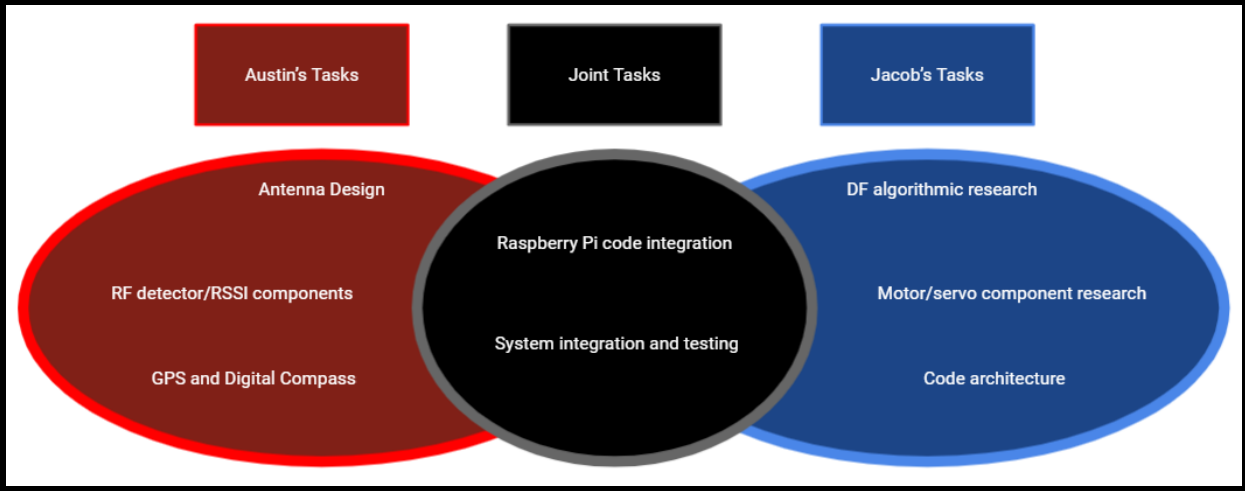 Austin's Tasks
Joint Tasks
Jacob's Tasks
Antenna Design
RF detector/RSSI components
GPS and Digital Compass
Raspberry Pi code integration
System integration and testing
DF algorithmic research
Motor/servo component research
Code architecture